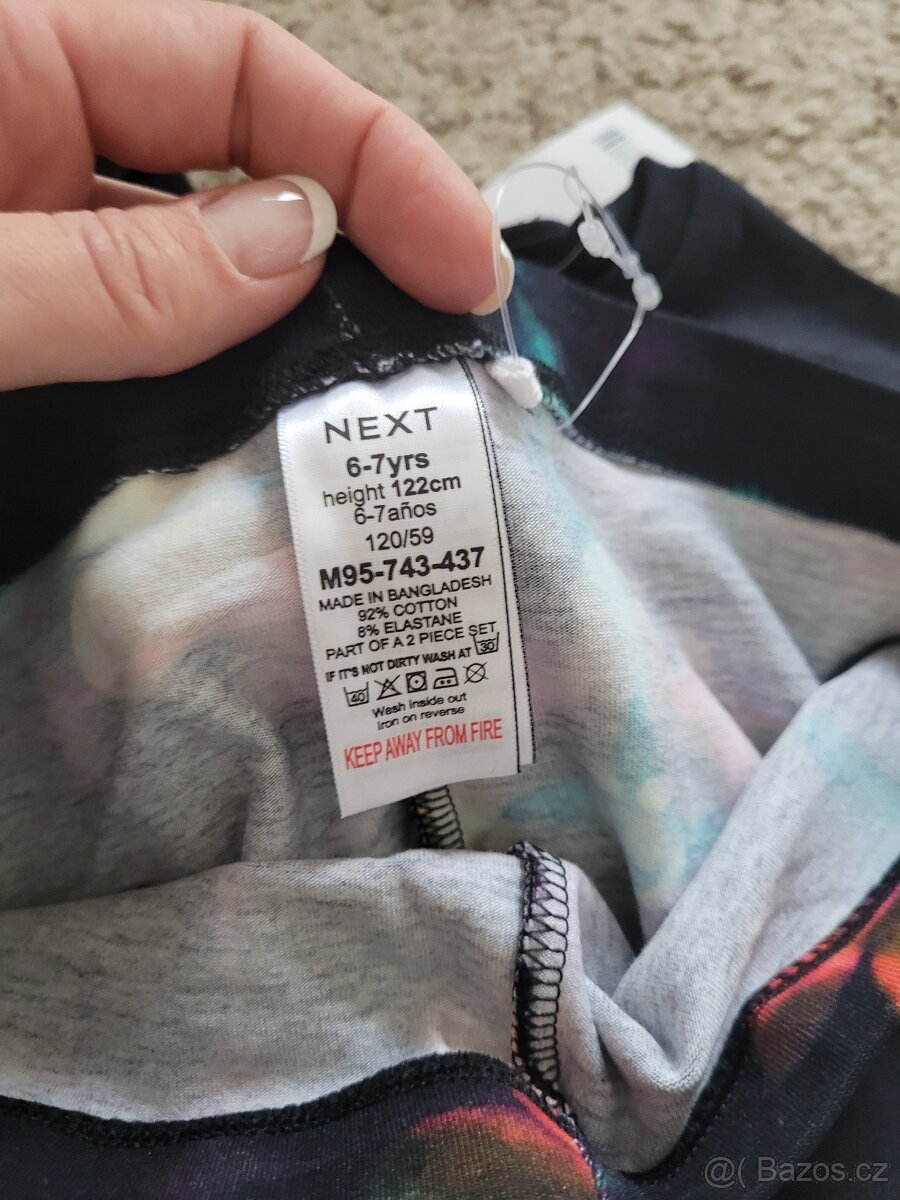 NEXT
6-7yrs
height 122cm
6-7años
120/59
M95-743-437
MADE IN BANGLADESH
92% COTTON
8% ELASTANE
PART OF A 2 PIECE SET
IF IT'S NOT DIRTY WASH AT 30
40
Wash inside out
Iron on reverse
KEEP AWAY FROM FIRE
@( Bazos.cz